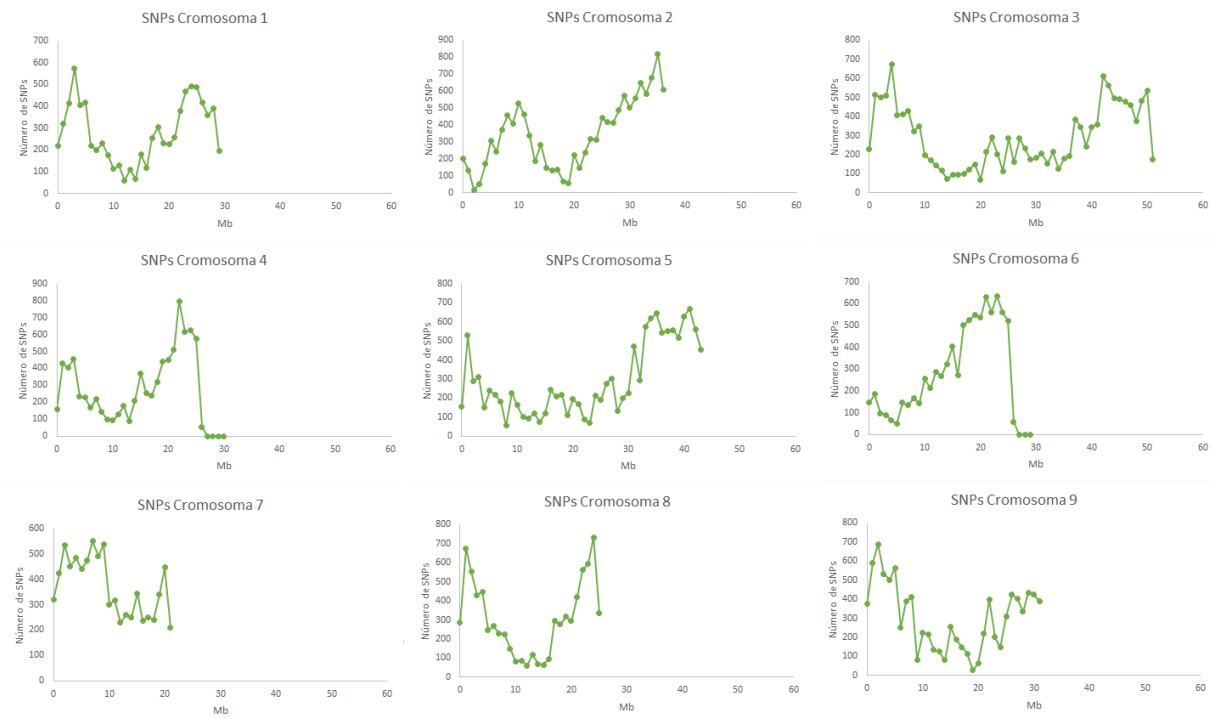 SNPs Cromosoma 1
Número de SNPs
700
600
500
400
300
200
100
0
0 10 20 30 40 50 60
Mb
SNPs Cromosoma 2
Número de SNPs
900
800
700
600
500
400
300
200
100
0
0 10 20 30 40 50 60
Mb
SNPs Cromosoma 3
Número de SNPs
800
700
600
500
400
300
200
100
0
0 10 20 30 40 50 60
Mb
SNPs Cromosoma 4
Número de SNPs
900
800
700
600
500
400
300
200
100
0
0 10 20 30 40 50 60
Mb
SNPs Cromosoma 5
Número de SNPs
800
700
600
500
400
300
200
100
0
0 10 20 30 40 50 60
Mb
SNPs Cromosoma 6
Número de SNPs
700
600
500
400
300
200
100
0
0 10 20 30 40 50 60
Mb
SNPs Cromosoma 7
Número de SNPs
600
500
400
300
200
100
0
0 10 20 30 40 50 60
Mb
SNPs Cromosoma 8
Número de SNPs
800
700
600
500
400
300
200
100
0
0 10 20 30 40 50 60
Mb
SNPs Cromosoma 9
Número de SNPs
800
700
600
500
400
300
200
100
0
0 10 20 30 40 50 60
Mb